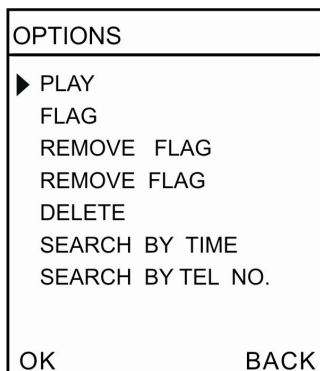 OPTIONS
PLAY
FLAG
REMOVE FLAG
REMOVE FLAG
DELETE
SEARCH BY TIME
SEARCH BY TEL NO.
OK BACK